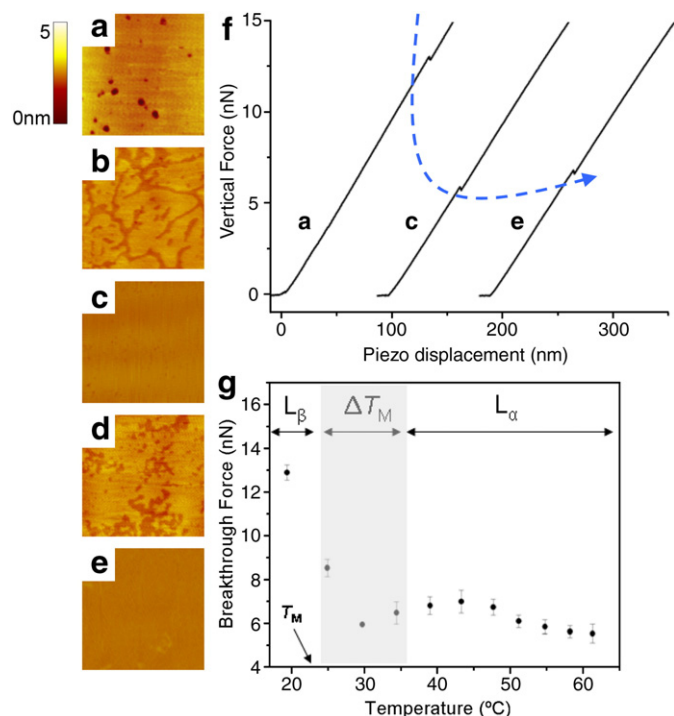 5
0nm
a
b
c
d
e
f
15
10
5
0
Vertical Force (nN)
a
c
e
0
100
200
300
Piezo displacement (nm)
g
16
14
12
10
8
6
4
Breakthrough Force (nN)
Lβ
ΔTM
Lα
TM
20
30
40
50
60
Temperature (ºC)